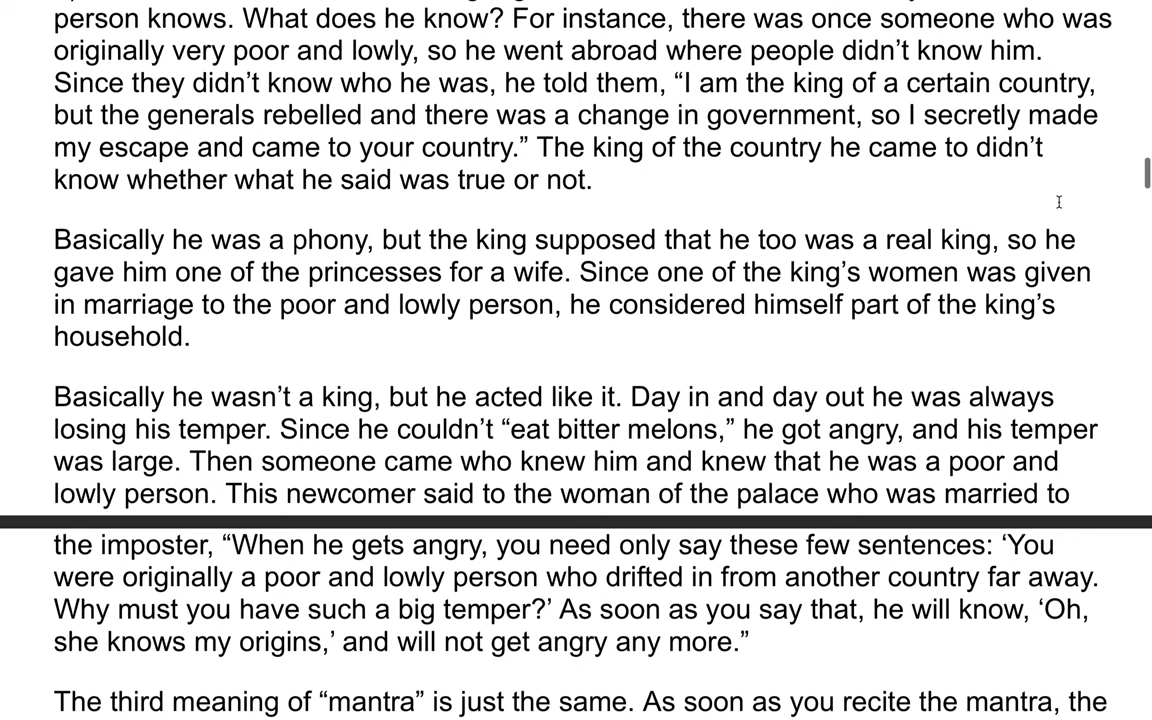 person knows. What does he know? For instance, there was once someone who was
originally very poor and lowly, so he went abroad where people didn’t know him.
Since they didn’t know who he was, he told them, “I am the king of a certain country,
but the generals rebelled and there was a change in government, so I secretly made
my escape and came to your country.” The king of the country he came to didn’t
know whether what he said was true or not.
Basically he was a phony, but the king supposed that he too was a real king, so he
gave him one of the princesses for a wife. Since one of the king’s women was given
in marriage to the poor and lowly person, he considered himself part of the king’s
household.
Basically he wasn’t a king, but he acted like it. Day in and day out he was always
losing his temper. Since he couldn’t “eat bitter melons,” he got angry, and his temper
was large. Then someone came who knew him and knew that he was a poor and
lowly person. This newcomer said to the woman of the palace who was married to
the imposter, “When he gets angry, you need only say these few sentences: ‘You
were originally a poor and lowly person who drifted in from another country far away.
Why must you have such a big temper?’ As soon as you say that, he will know, ‘Oh,
she knows my origins,’ and will not get angry any more.”
The third meaning of “mantra” is just the same. As soon as you recite the mantra, the